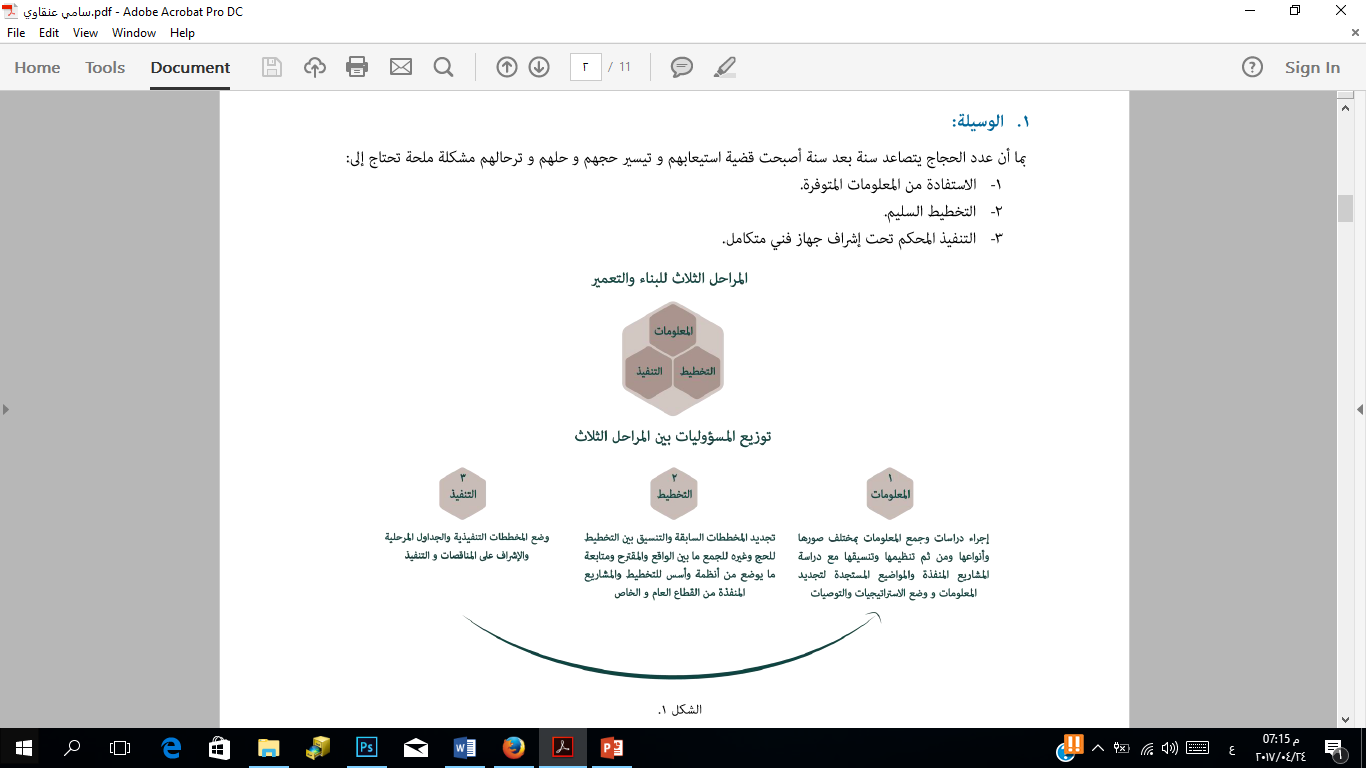 سامي عنقاوي.pdf - Adobe Acrobat Pro DC
File Edit View Window Help
Home Tools Document ٢ / 11 Sign In
١. الوسيلة:
بما أن عدد الحجاج يتصاعد سنة بعد سنة أصبحت قضية استيعابهم و تيسير حجهم و حلهم و ترحالهم مشكلة ملحة تحتاج إلى:
١- الاستفادة من المعلومات المتوفرة.
٢- التخطيط السليم.
٣- التنفيذ المحكم تحت إشراف جهاز فني متكامل.
المراحل الثلاث للبناء والتعمير
المعلومات
التخطيط
التنفيذ
توزيع المسؤوليات بين المراحل الثلاث
١
المعلومات
إجراء دراسات وجمع المعلومات بمختلف صورها
وأنواعها ومن ثم تنظيمها وتنسيقها مع دراسة
المشاريع المنفذة والمواضيع المستجدة لتجديد
المعلومات و وضع الاستراتيجيات والتوصيات
٢
التخطيط
تجديد المخططات السابقة والتنسيق بين التخطيط
للحج وغيره للجمع ما بين الواقع والمقترح ومتابعة
ما يوضع من أنظمة وأسس للتخطيط والمشاريع
المنفذة من القطاع العام و الخاص
٣
التنفيذ
وضع المخططات التنفيذية والجداول المرحلية
والإشراف على المناقصات و التنفيذ
الشكل ١.
ع
07:15 م
٢٠١٧/٠٤/٢٤
1